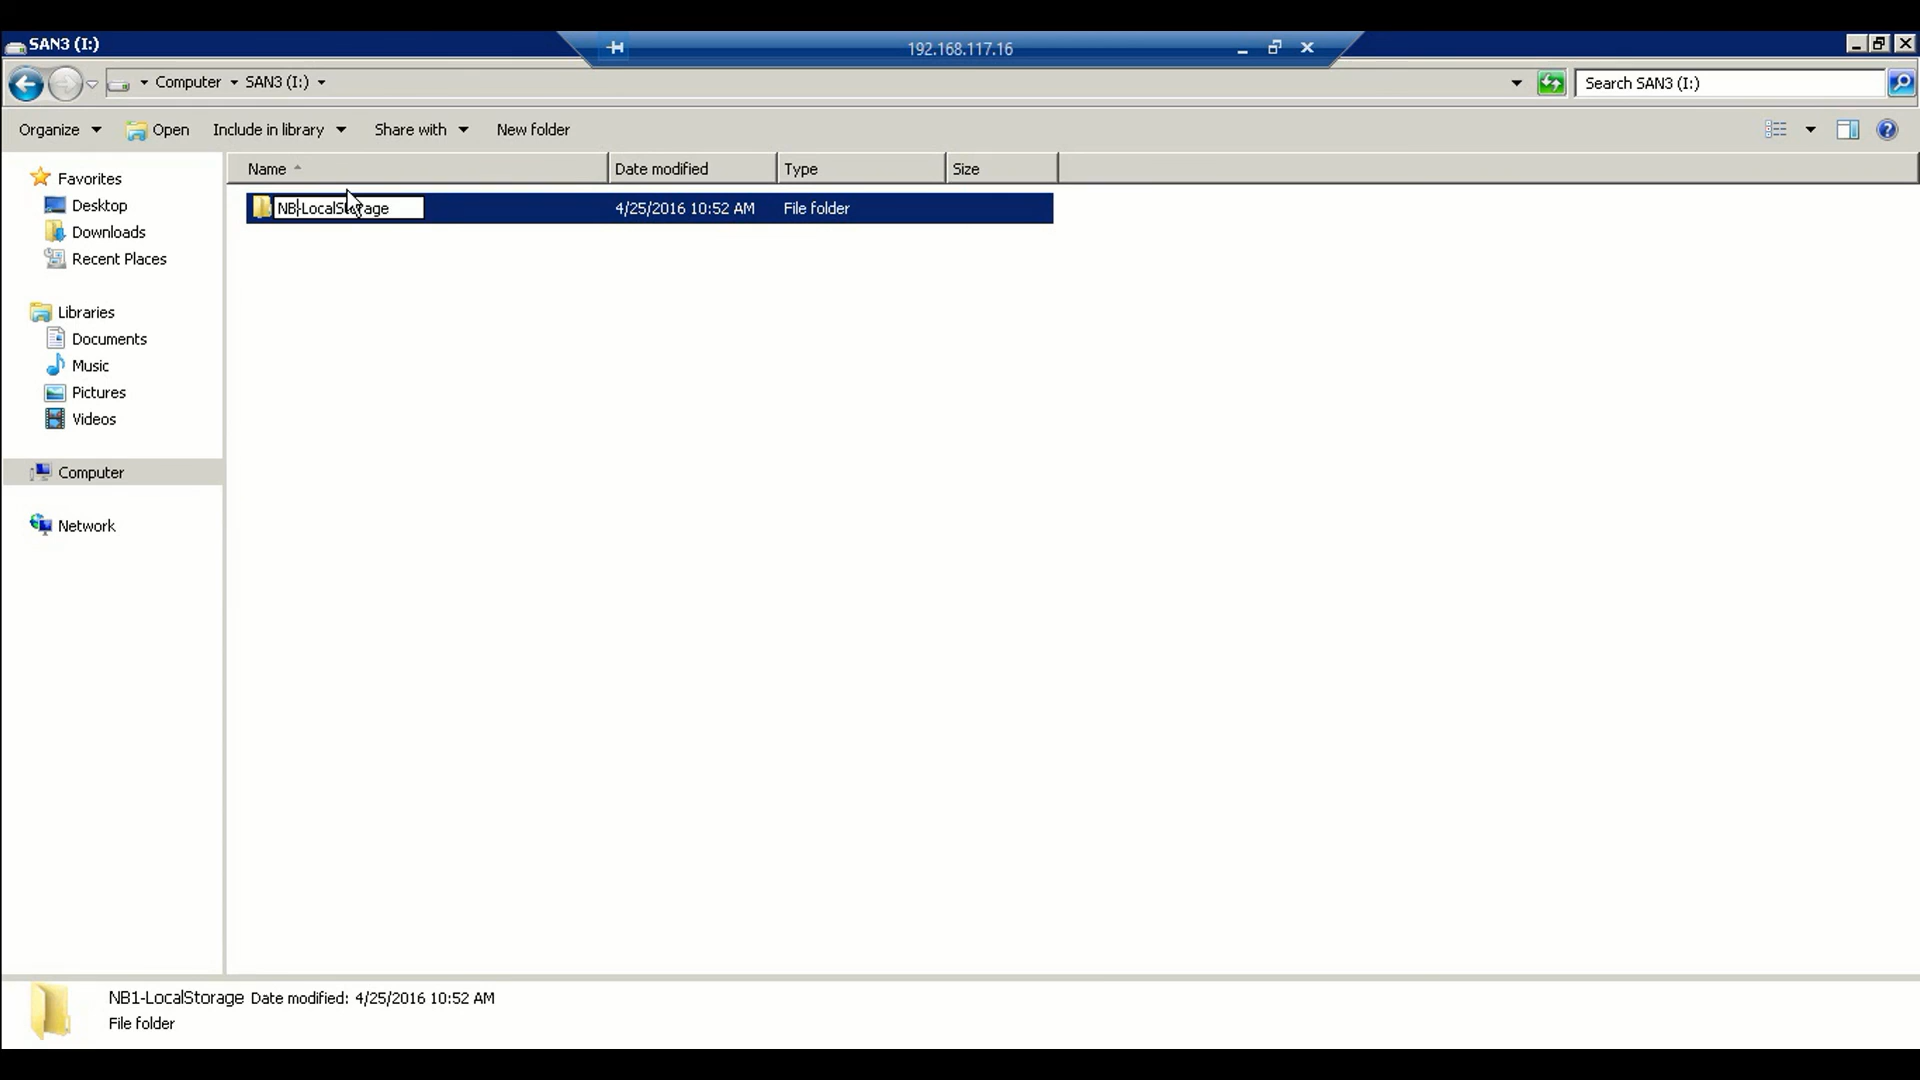 SAN3 (I:)
192.168.117.16
Computer SAN3 (I:)
Search SAN3 (I:)
Organize Open Include in library Share with New folder
Name Date modified Type Size
NB-LocalStorage 4/25/2016 10:52 AM File folder
Favorites
Desktop
Downloads
Recent Places
Libraries
Documents
Music
Pictures
Videos
Computer
Network
NB1-LocalStorage Date modified: 4/25/2016 10:52 AM
File folder